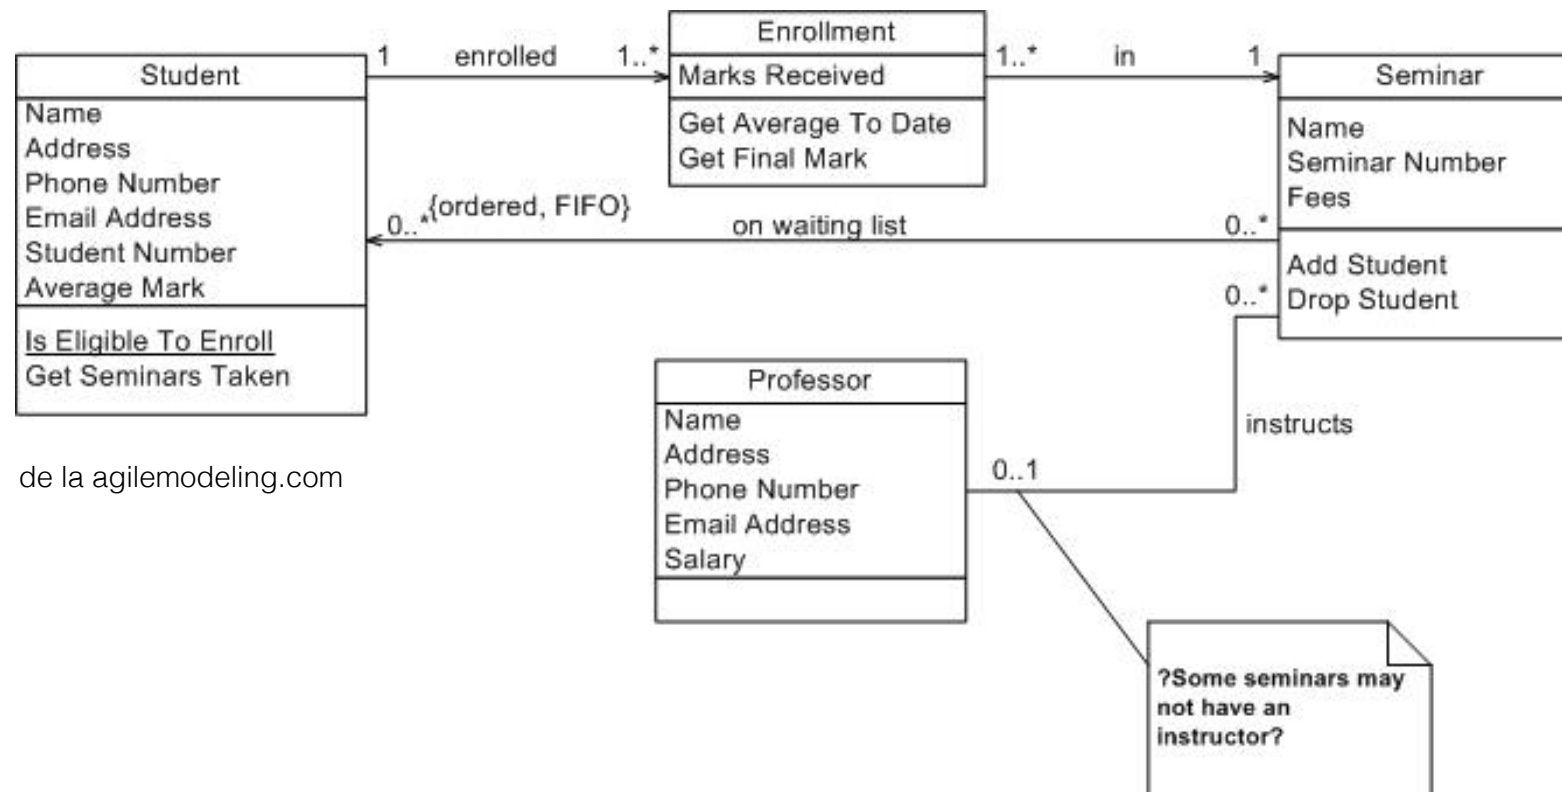 Student
Name
Address
Phone Number
Email Address
Student Number
Average Mark
Is Eligible To Enroll
Get Seminars Taken
1
enrolled
1..*
Enrollment
Marks Received
Get Average To Date
Get Final Mark
1..*
in
1
Seminar
Name
Seminar Number
Fees
Add Student
Drop Student
0..*
{ordered, FIFO}
on waiting list
0..*
0..*
instructs
Professor
Name
Address
Phone Number
Email Address
Salary
0..1
de la agilemodeling.com
?Some seminars may
not have an
instructor?